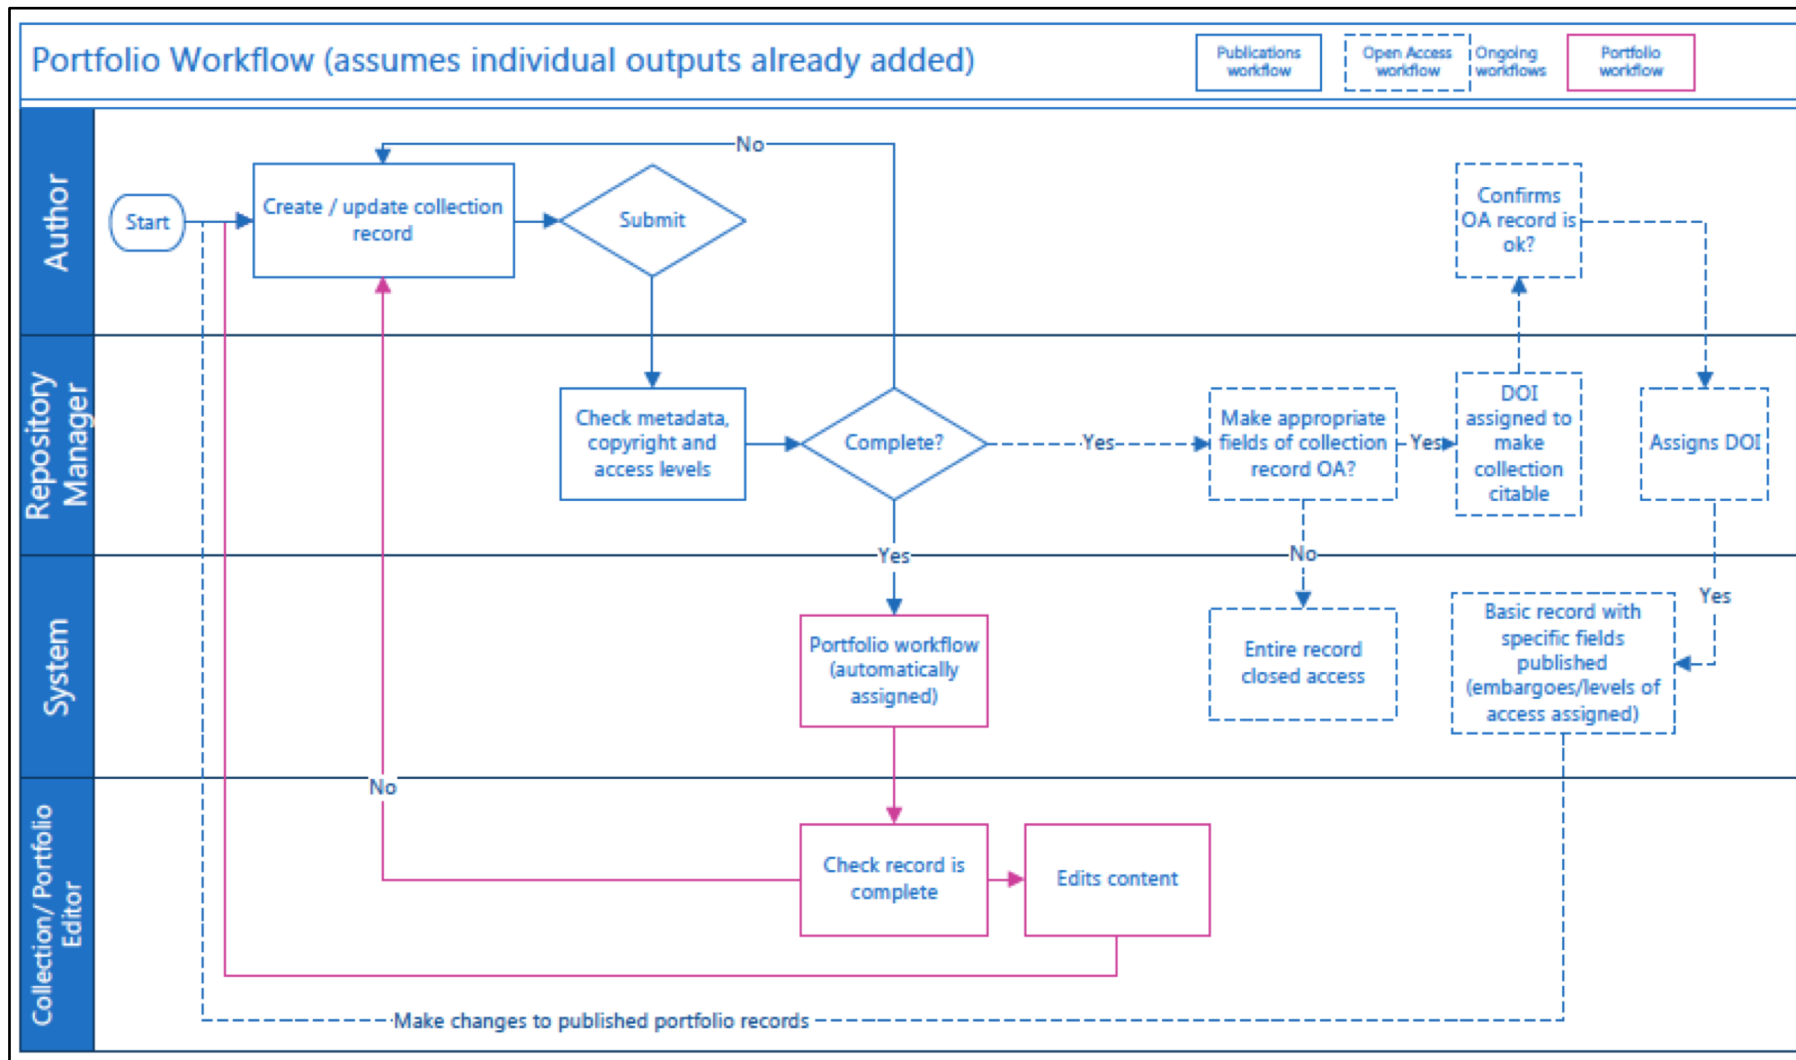 Portfolio Workflow (assumes individual outputs already added)
Publications
workflow
Open Access
workflow
Ongoing
workflows
Portfolio
workflow
Author
Start
Create / update collection
record
Submit
No
Confirms
OA record is
ok?
Repository
Manager
Check metadata,
copyright and
access levels
Complete?
Yes
Make appropriate
fields of collection
record OA?
Yes
DOI
assigned to
make
collection
citable
Assigns DOI
Yes
No
Yes
System
Portfolio workflow
(automatically
assigned)
Entire record
closed access
Basic record with
specific fields
published
(embargoes/levels of
access assigned)
No
Collection/ Portfolio
Editor
Check record is
complete
Edits content
Make changes to published portfolio records